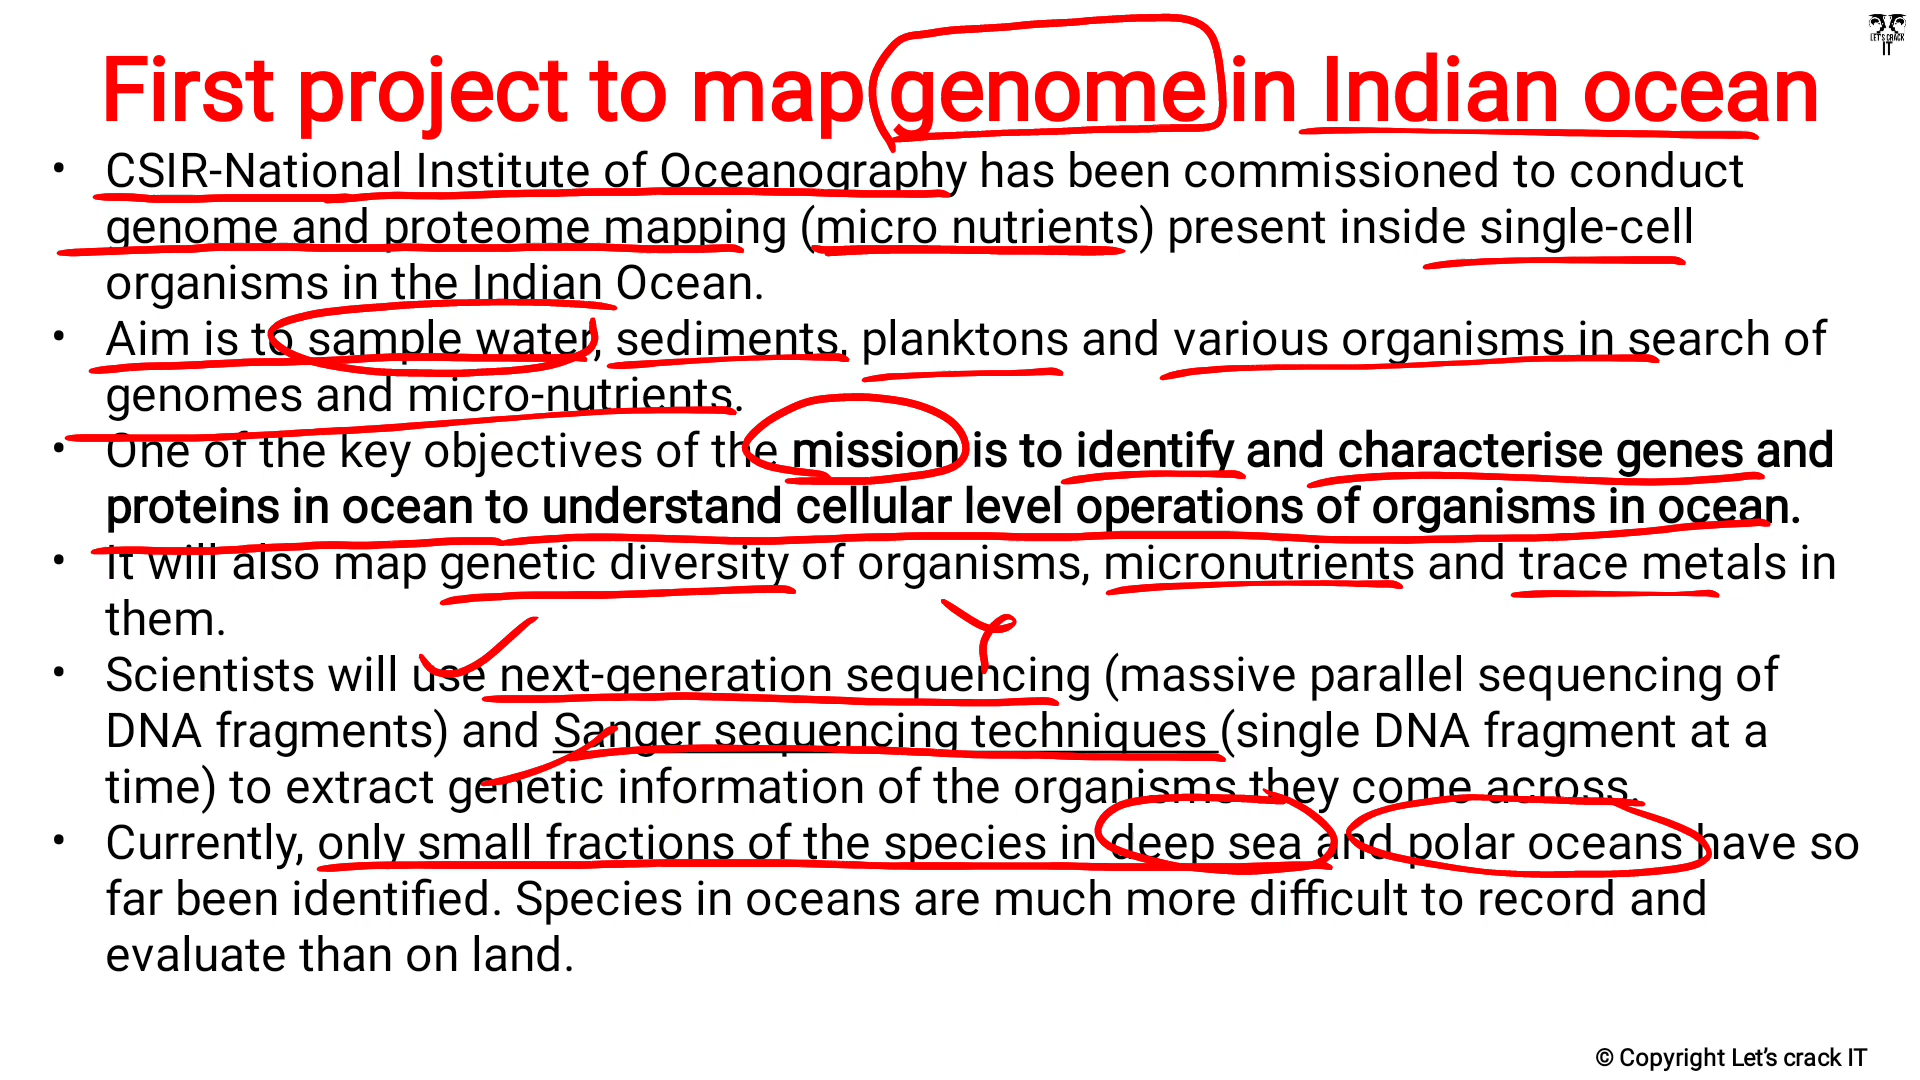 LET'S CRACK
IT
First project to map genome in Indian ocean
• CSIR-National Institute of Oceanography has been commissioned to conduct
genome and proteome mapping (micro nutrients) present inside single-cell
organisms in the Indian Ocean.
• Aim is to sample water, sediments, planktons and various organisms in search of
genomes and micro-nutrients.
• One of the key objectives of the mission is to identify and characterise genes and
proteins in ocean to understand cellular level operations of organisms in ocean.
• It will also map genetic diversity of organisms, micronutrients and trace metals in
them.
• Scientists will use next-generation sequencing (massive parallel sequencing of
DNA fragments) and Sanger sequencing techniques (single DNA fragment at a
time) to extract genetic information of the organisms they come across.
• Currently, only small fractions of the species in deep sea and polar oceans have so
far been identified. Species in oceans are much more difficult to record and
evaluate than on land.
© Copyright Let's crack IT